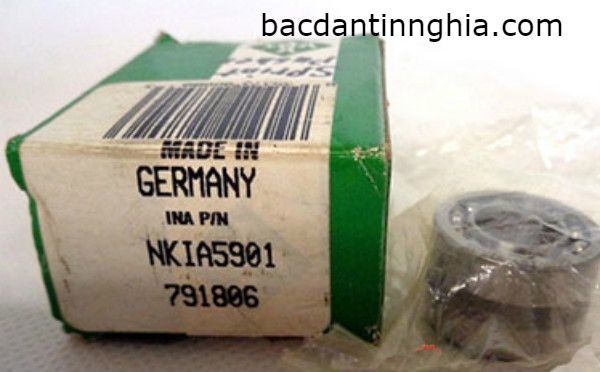 bacdantinnghia.com
MADE IN
GERMANY
INA P/N
NKIA5901
791806